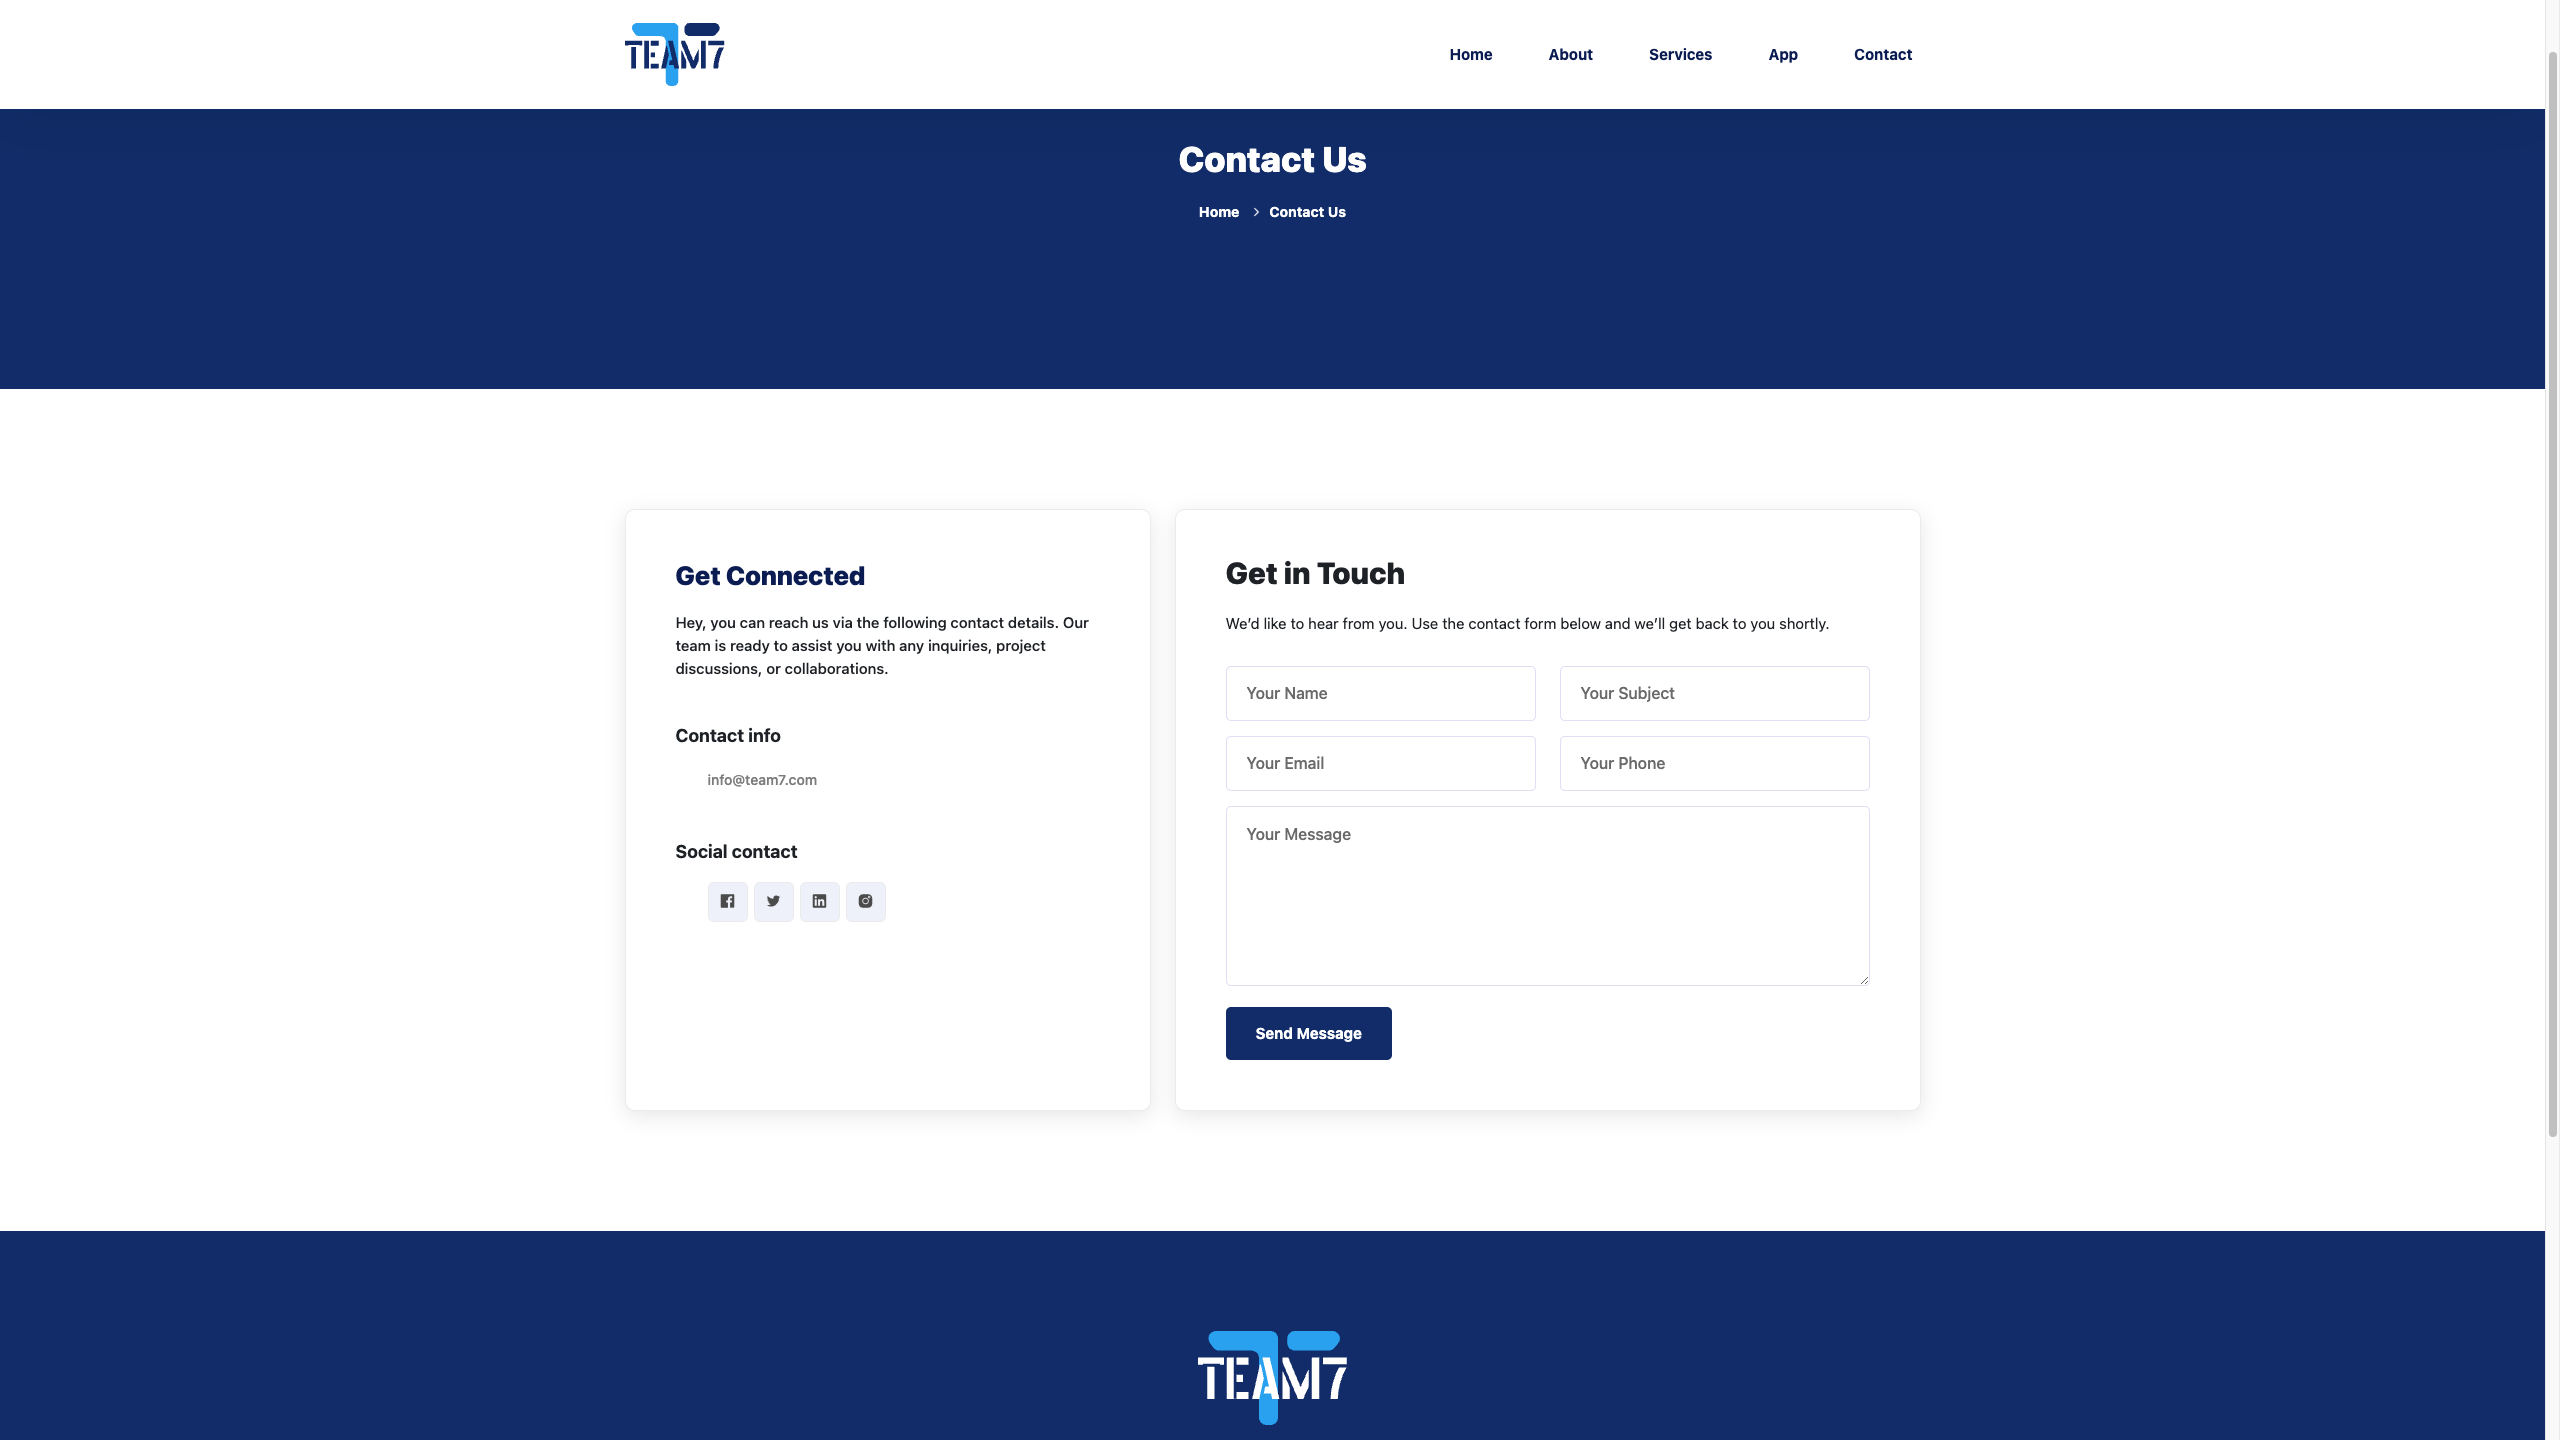 TEAM7
Home
About
Services
App
Contact
Contact Us
Home
Contact Us
Get Connected
Hey, you can reach us via the following contact details. Our
team is ready to assist you with any inquiries, project
discussions, or collaborations.
Contact info
info@team7.com
Social contact
Get in Touch
We’d like to hear from you. Use the contact form below and we’ll get back to you shortly.
Your Name
Your Subject
Your Email
Your Phone
Your Message
Send Message
TEAM7